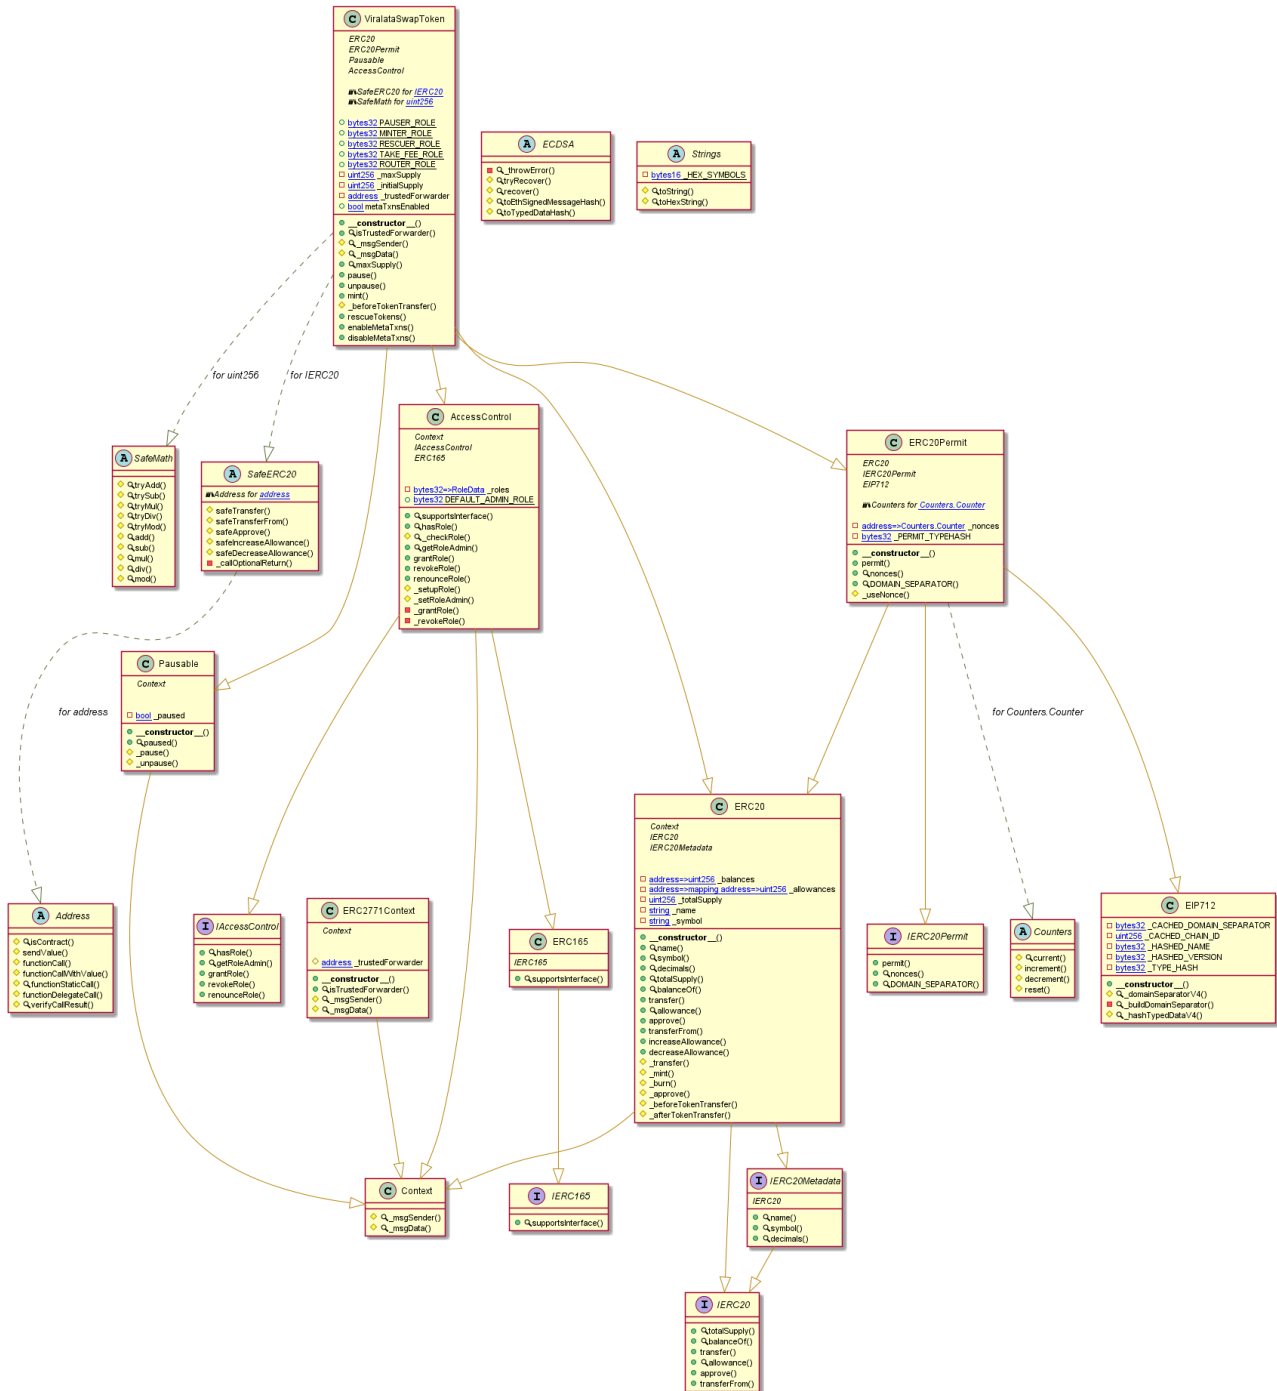 C ViralataSwapToken
ERC20
ERC20Permit
Pausable
AccessControl
SafeERC20 for IERC20
SafeMath for uint256
bytes32 PAUSER_ROLE
bytes32 MINTER_ROLE
bytes32 RESCUER_ROLE
bytes32 TAKE_FEE_ROLE
bytes32 ROUTER_ROLE
uint256 _maxSupply
uint256 _initialSupply
address _trustedForwarder
bool metaTxnsEnabled
__constructor__()
isTrustedForwarder()
_msgSender()
_msgData()
maxSupply()
pause()
unpause()
mint()
_beforeTokenTransfer()
rescueTokens()
enableMetaTxns()
disableMetaTxns()
A ECDSA
_throwError()
tryRecover()
recover()
toEthSignedMessageHash()
toTypedDataHash()
A Strings
bytes16 _HEX_SYMBOLS
toString()
toHexString()
for uint256
for IERC20
A SafeMath
tryAdd()
trySub()
tryMul()
tryDiv()
tryMod()
add()
sub()
mul()
div()
mod()
A SafeERC20
Address for address
safeTransfer()
safeTransferFrom()
safeApprove()
safeIncreaseAllowance()
safeDecreaseAllowance()
_callOptionalReturn()
C AccessControl
Context
IAccessControl
ERC165
bytes32=>RoleData _roles
bytes32 DEFAULT_ADMIN_ROLE
supportsInterface()
hasRole()
_checkRole()
getRoleAdmin()
grantRole()
revokeRole()
renounceRole()
_setupRole()
_setRoleAdmin()
_grantRole()
_revokeRole()
C ERC20Permit
ERC20
IERC20Permit
EIP712
Counters for Counters.Counter
address=>Counters.Counter _nonces
bytes32 _PERMIT_TYPEHASH
__constructor__()
permit()
nonces()
DOMAIN_SEPARATOR()
_useNonce()
C Pausable
Context
bool _paused
__constructor__()
paused()
_pause()
_unpause()
for address
for Counters.Counter
C ERC20
Context
IERC20
IERC20Metadata
address=>uint256 _balances
address=>mapping address=>uint256 _allowances
uint256 _totalSupply
string _name
string _symbol
__constructor__()
name()
symbol()
decimals()
totalSupply()
balanceOf()
transfer()
allowance()
approve()
transferFrom()
increaseAllowance()
decreaseAllowance()
_transfer()
_mint()
_burn()
_approve()
_beforeTokenTransfer()
_afterTokenTransfer()
A Address
isContract()
sendValue()
functionCall()
functionCallWithValue()
functionStaticCall()
functionDelegateCall()
verifyCallResult()
I IAccessControl
hasRole()
getRoleAdmin()
grantRole()
revokeRole()
renounceRole()
C ERC2771Context
Context
address _trustedForwarder
__constructor__()
isTrustedForwarder()
_msgSender()
_msgData()
C ERC165
IERC165
supportsInterface()
I IERC20Permit
permit()
nonces()
DOMAIN_SEPARATOR()
A Counters
current()
increment()
decrement()
reset()
C EIP712
bytes32 _CACHED_DOMAIN_SEPARATOR
uint256 _CACHED_CHAIN_ID
bytes32 _HASHED_NAME
bytes32 _HASHED_VERSION
bytes32 _TYPE_HASH
__constructor__()
_domainSeparatorV4()
_buildDomainSeparator()
_hashTypedDataV4()
C Context
_msgSender()
_msgData()
I IERC165
supportsInterface()
I IERC20Metadata
IERC20
name()
symbol()
decimals()
I IERC20
totalSupply()
balanceOf()
transfer()
allowance()
approve()
transferFrom()